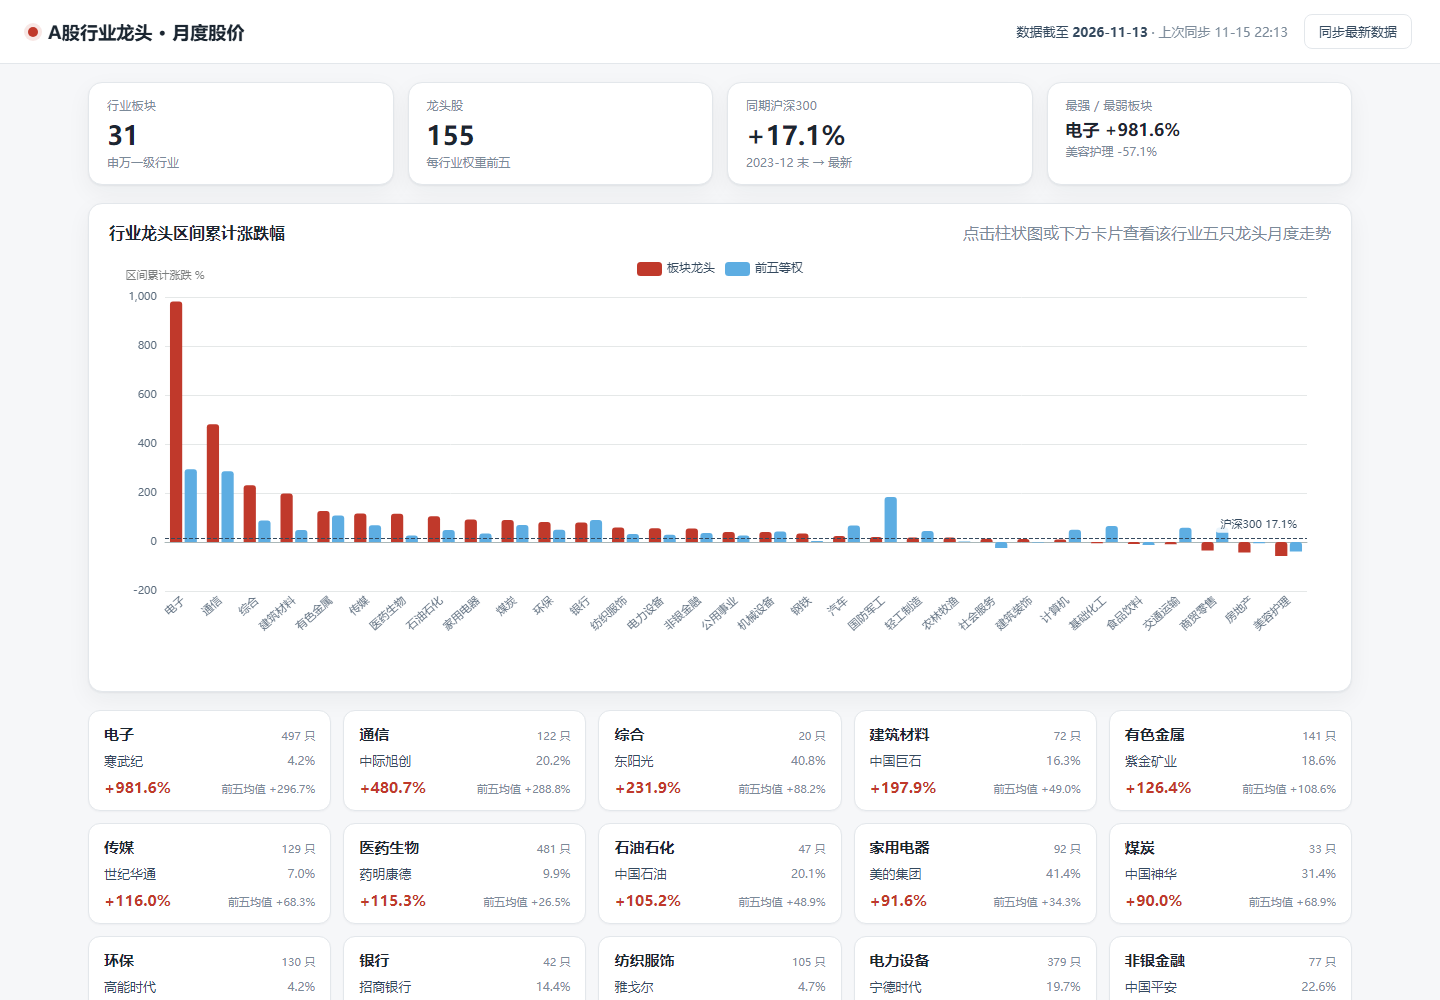 A股行业龙头 · 月度股价
数据截至 2026-11-13 · 上次同步 11-15 22:13
同步最新数据
行业板块
31
申万一级行业
龙头股
155
每行业权重前五
同期沪深300
+17.1%
2023-12 末 → 最新
最强 / 最弱板块
电子 +981.6%
美容护理 -57.1%
行业龙头区间累计涨跌幅
点击柱状图或下方卡片查看该行业五只龙头月度走势
板块龙头 前五等权
区间累计涨跌 %
1,000
800
600
400
200
0
-200
沪深300 17.1%
电子 通信 综合 建筑材料 有色金属 传媒 医药生物 石油石化 家用电器 煤炭 环保 银行 纺织服饰 电力设备 非银金融 公用事业 机械设备 钢铁 汽车 国防军工 轻工制造 农林牧渔 社会服务 建筑装饰 计算机 基础化工 食品饮料 交通运输 商贸零售 房地产 美容护理
电子 497 只
寒武纪 4.2%
+981.6% 前五均值 +296.7%
通信 122 只
中际旭创 20.2%
+480.7% 前五均值 +288.8%
综合 20 只
东阳光 40.8%
+231.9% 前五均值 +88.2%
建筑材料 72 只
中国巨石 16.3%
+197.9% 前五均值 +49.0%
有色金属 141 只
紫金矿业 18.6%
+126.4% 前五均值 +108.6%
传媒 129 只
世纪华通 7.0%
+116.0% 前五均值 +68.3%
医药生物 481 只
药明康德 9.9%
+115.3% 前五均值 +26.5%
石油石化 47 只
中国石油 20.1%
+105.2% 前五均值 +48.9%
家用电器 92 只
美的集团 41.4%
+91.6% 前五均值 +34.3%
煤炭 33 只
中国神华 31.4%
+90.0% 前五均值 +68.9%
环保 130 只
高能时代 4.2%
银行 42 只
招商银行 14.4%
纺织服饰 105 只
雅戈尔 4.7%
电力设备 379 只
宁德时代 19.7%
非银金融 77 只
中国平安 22.6%